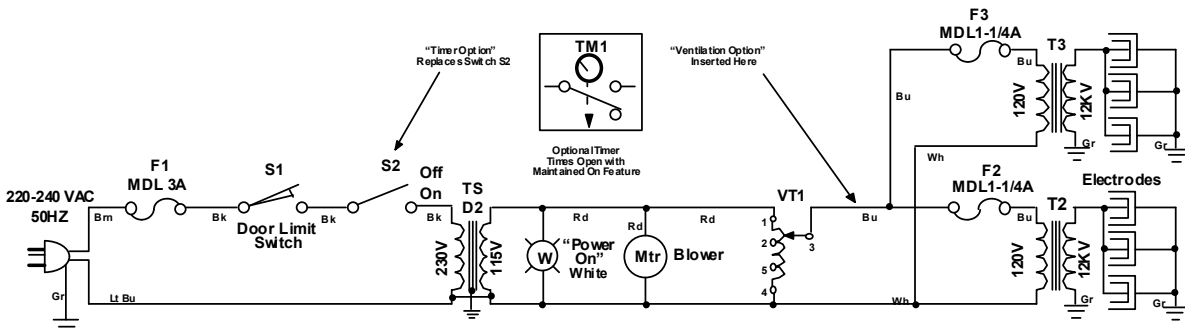 F3
MDL1-1/4A
T3
Bu
120V
12KV
Gr
Gr
Bu
Wh
"Timer Option"
Replaces Switch S2
TM1
Optional Timer
Times Open with
Maintained On Feature
"Ventilation Option"
Inserted Here
220-240 VAC
50HZ
Brn
Gr
Lt Bu
F1
MDL 3A
Bk
S1
Door Limit
Switch
Bk
S2
Off
On
Bk
TS
D2
230V
115V
Rd
W
"Power
On"
White
Rd
Mtr
Blower
Rd
VT1
1
2
3
5
4
Bu
Wh
F2
MDL1-1/4A
Bu
T2
120V
12KV
Gr
Electrodes
Gr